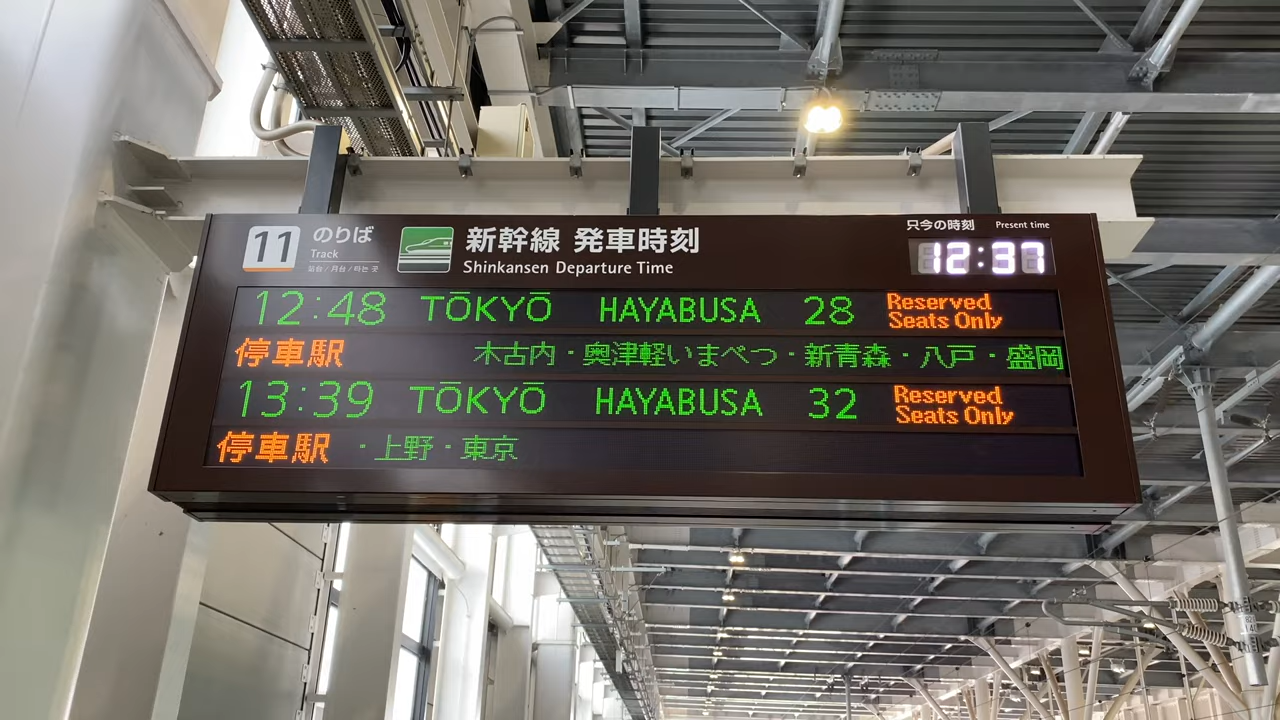 11 のりば 新幹線 発車時刻 只今の時刻 Present time
Track Shinkansen Departure Time 12:37
12:48 TŌKYŌ HAYABUSA 28 Reserved Seats Only
停車駅 木古内・奥津軽いまべつ・新青森・八戸・盛岡
13:39 TŌKYŌ HAYABUSA 32 Reserved Seats Only
停車駅 ・上野・東京